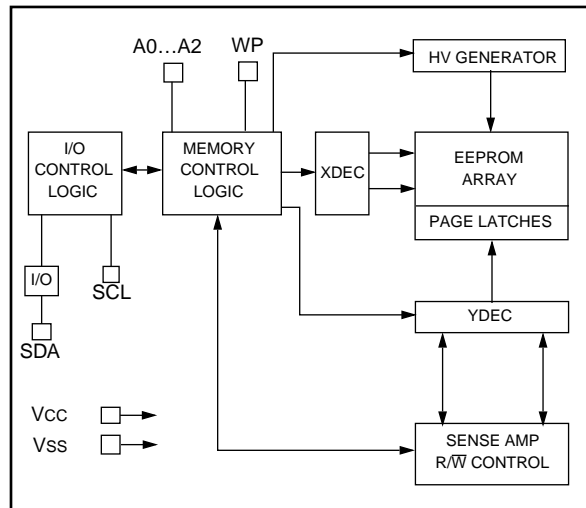 A0...A2
WP
HV GENERATOR
I/O
CONTROL
LOGIC
MEMORY
CONTROL
LOGIC
XDEC
EEPROM
ARRAY
PAGE LATCHES
I/O
SCL
SDA
YDEC
VCC
VSS
SENSE AMP
R/W̅ CONTROL